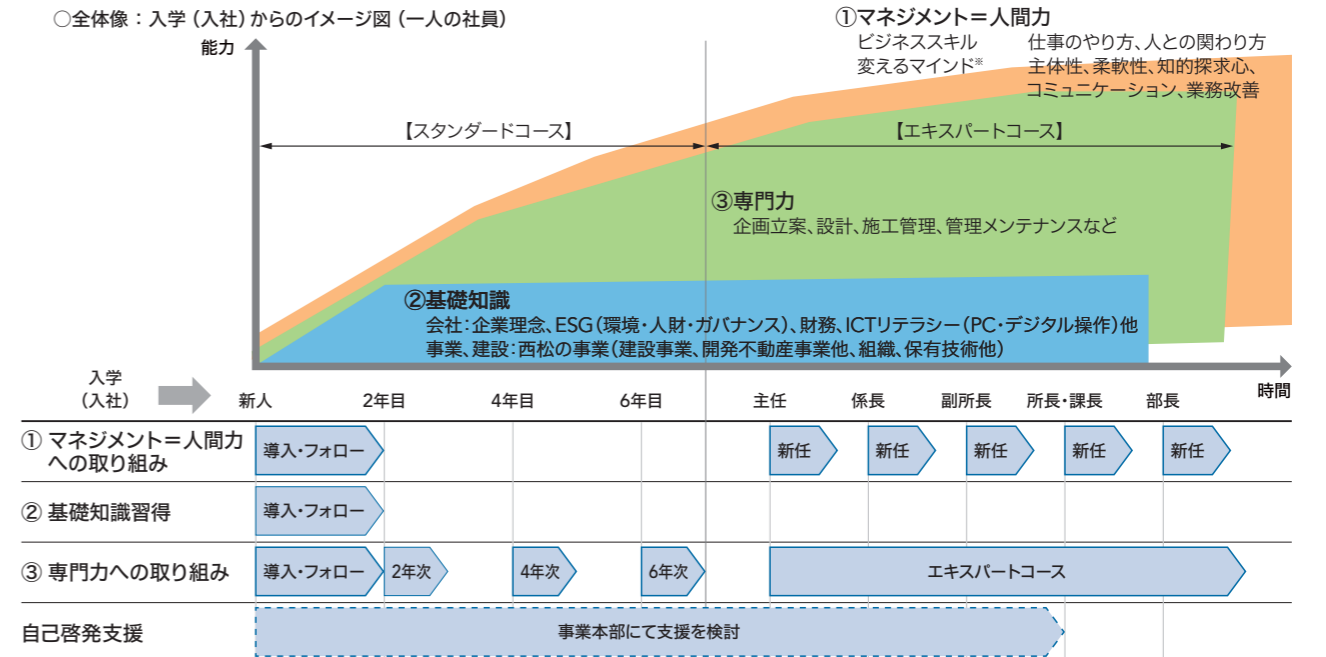 ○全体像：入学（入社）からのイメージ図（一人の社員）
①マネジメント＝人間力
ビジネススキル　仕事のやり方、人との関わり方
変えるマインド※　主体性、柔軟性、知的探求心、
コミュニケーション、業務改善
能力
【スタンダードコース】
【エキスパートコース】
③専門力
企画立案、設計、施工管理、管理メンテナンスなど
②基礎知識
会社：企業理念、ESG（環境・人財・ガバナンス）、財務、ICTリテラシー（PC・デジタル操作）他
事業、建設：西松の事業（建設事業、開発不動産事業他、組織、保有技術他）
時間
入学
（入社）
新人　2年目　4年目　6年目　主任　係長　副所長　所長・課長　部長
① マネジメント＝人間力
への取り組み
導入・フォロー　新任　新任　新任　新任　新任
② 基礎知識習得
導入・フォロー
③ 専門力への取り組み
導入・フォロー　2年次　4年次　6年次　エキスパートコース
自己啓発支援
事業本部にて支援を検討